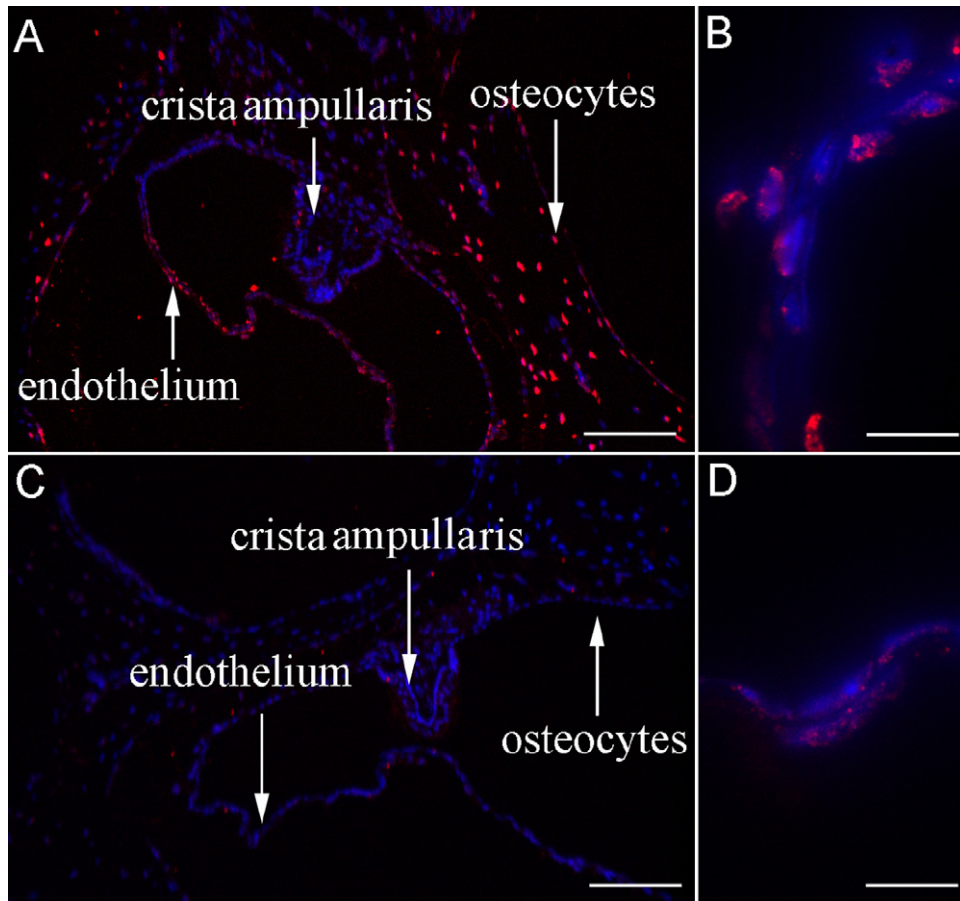 A
crista ampullaris
osteocytes
endothelium
B
C
crista ampullaris
endothelium
osteocytes
D